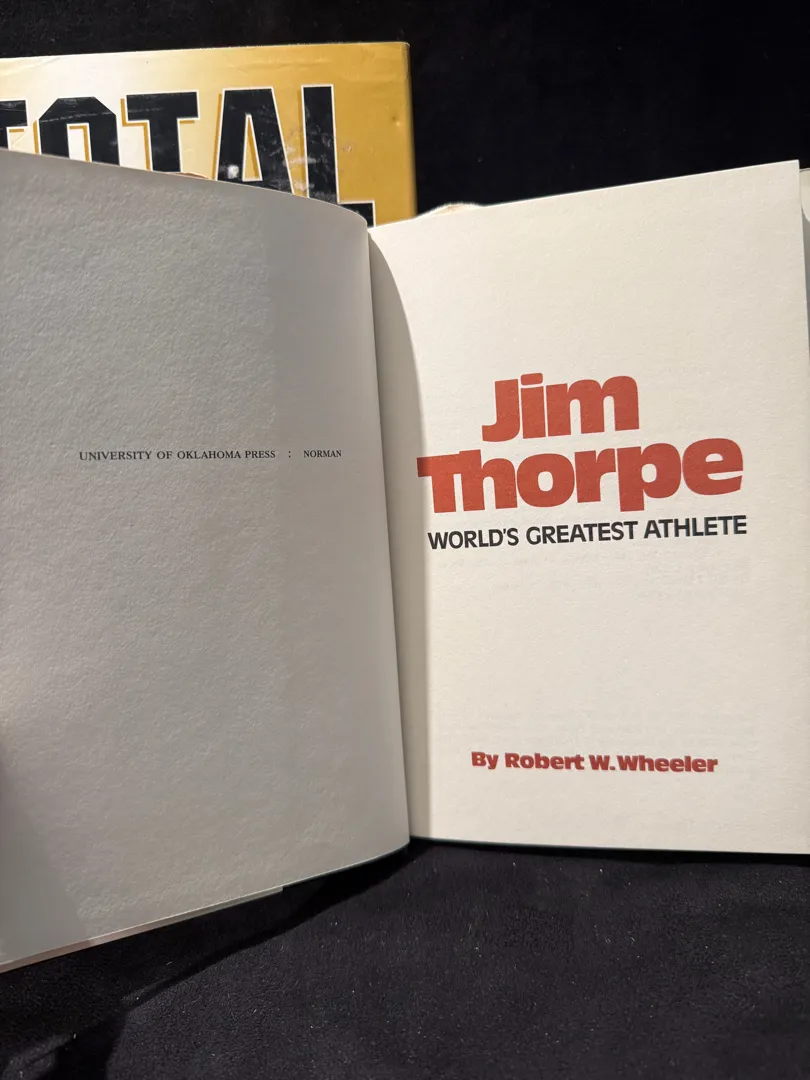 TOTAL
UNIVERSITY OF OKLAHOMA PRESS : NORMAN
Jim
Thorpe
WORLD'S GREATEST ATHLETE
By Robert W. Wheeler